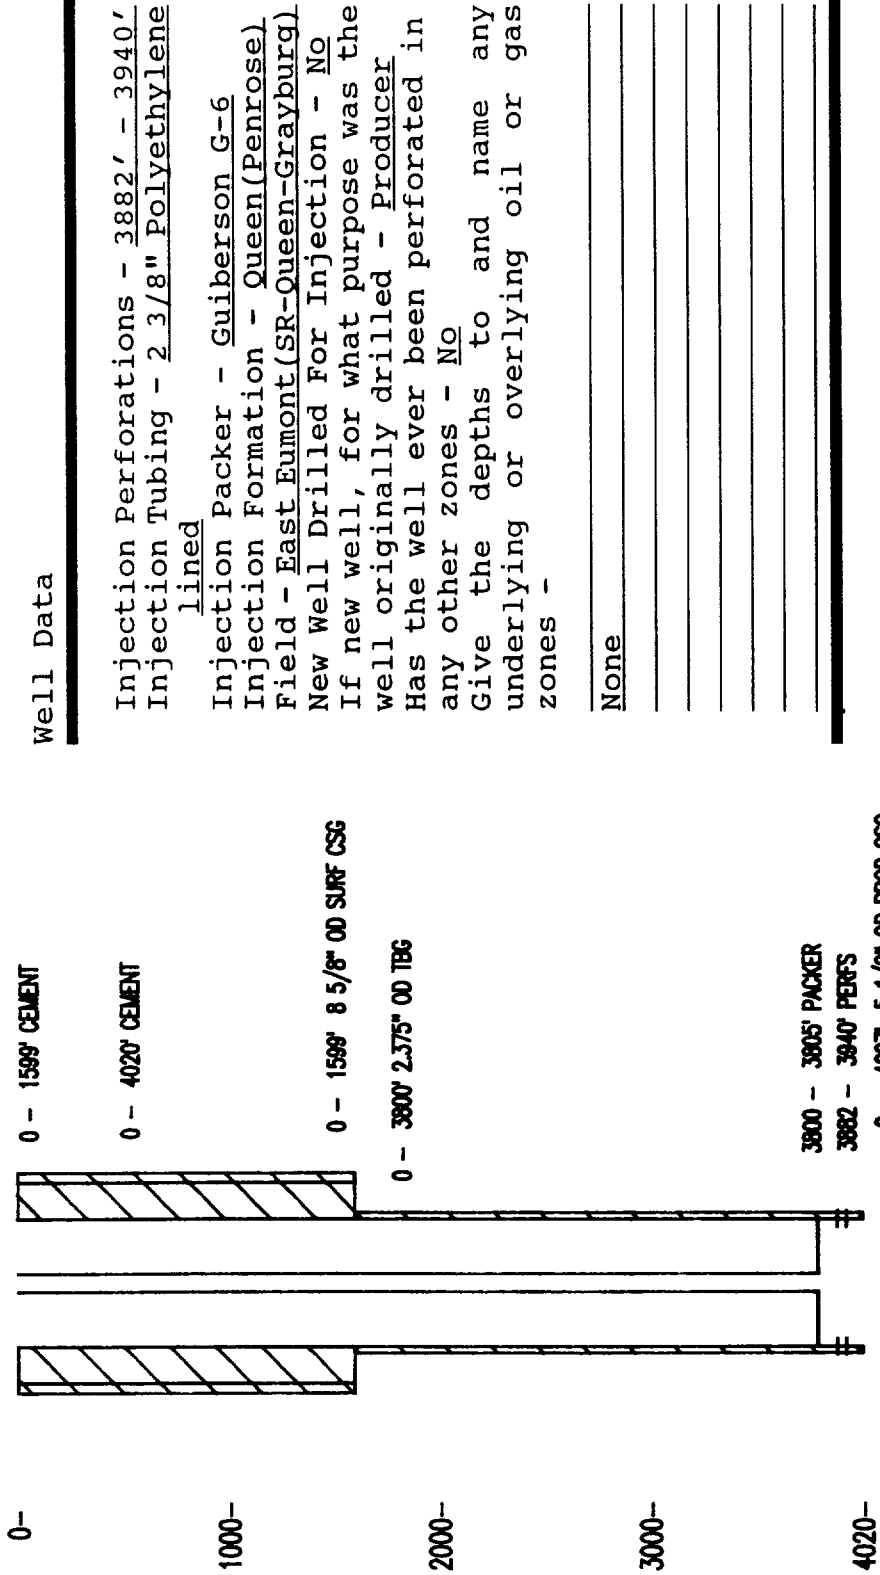 Well Data
Injection Perforations - 3882' - 3940'
Injection Tubing - 2 3/8" Polyethylene
lined
Injection Packer - Guiberson G-6
Injection Formation - Queen(Penrose)
Field - East Eumont(SR-Queen-Grayburg)
New Well Drilled For Injection - No
If new well, for what purpose was the
well originally drilled - Producer
Has the well ever been perforated in
any other zones - No
Give the depths to and name any
underlying or overlying oil or gas
zones -
None
0 - 1599' CEMENT
0 - 4020' CEMENT
0 - 1599' 8 5/8" OD SURF CSG
0 - 3800' 2.375" OD TBG
3800 - 3805' PACKER
3882 - 3940' PERFS
0-
1000-
2000-
3000-
4020-